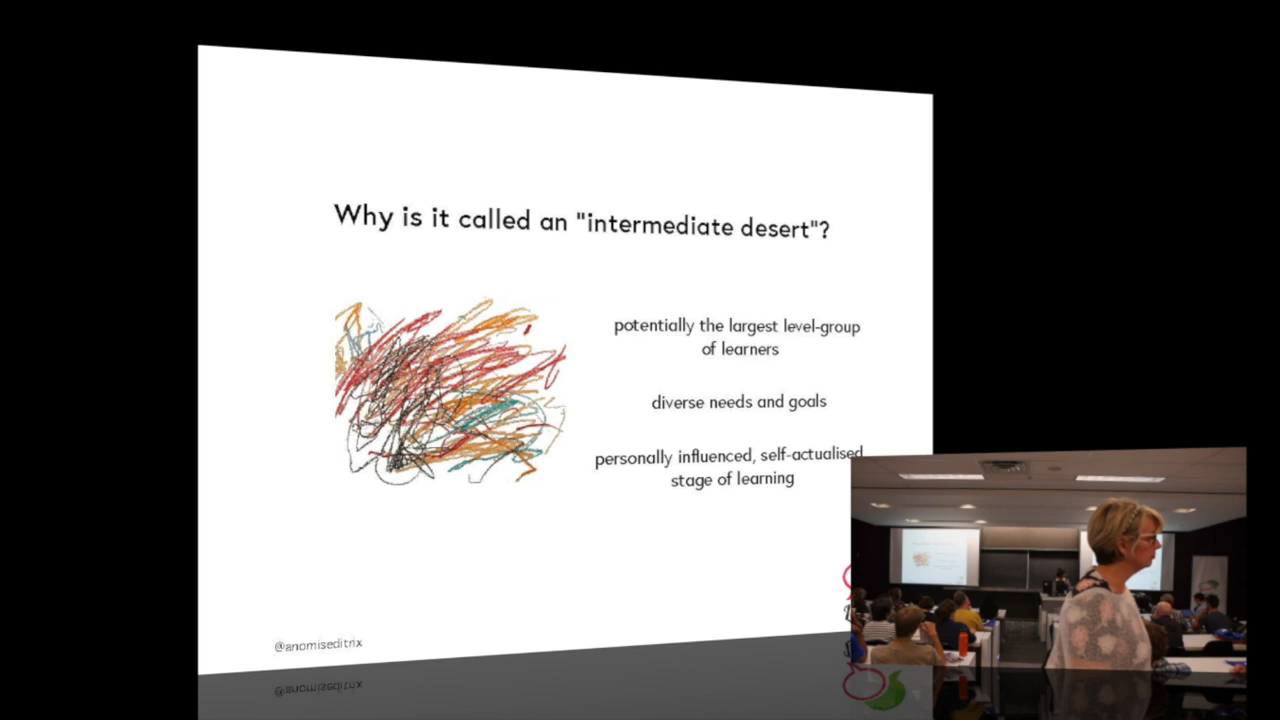 Why is it called an "intermediate desert"?
potentially the largest level-group
of learners
diverse needs and goals
personally influenced, self-actualised
stage of learning
@anomiseditrix